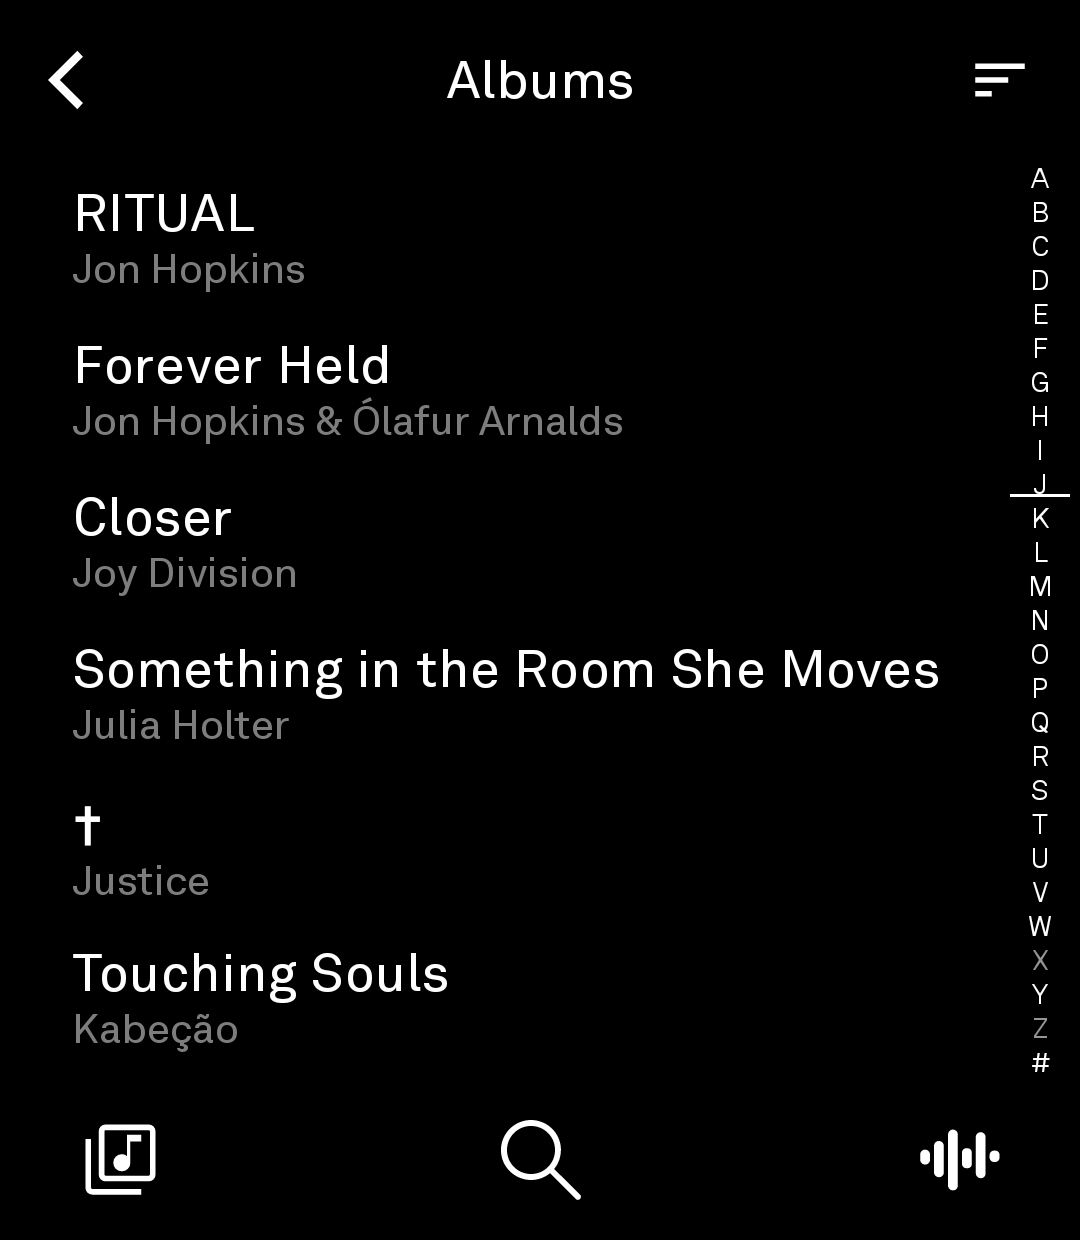 Albums
RITUAL
Jon Hopkins
Forever Held
Jon Hopkins & Ólafur Arnalds
Closer
Joy Division
Something in the Room She Moves
Julia Holter
†
Justice
Touching Souls
Kabeção
A
B
C
D
E
F
G
H
I
J
K
L
M
N
O
P
Q
R
S
T
U
V
W
X
Y
Z
#